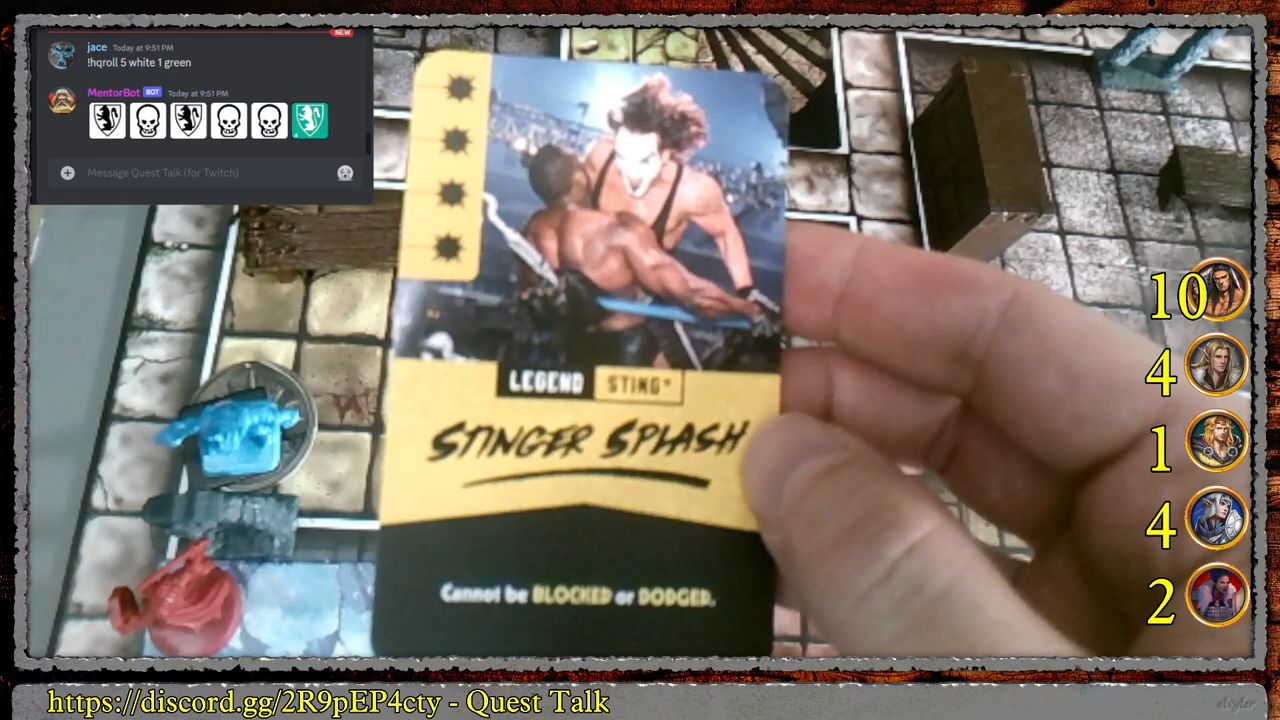 NEW
jace Today at 9:51 PM
!hqroll 5 white 1 green
MentorBot BOT Today at 9:51 PM
Message Quest Talk (for Twitch)
LEGEND STING®
STINGER SPLASH
Cannot be BLOCKED or DODGED.
10
4
1
4
2
https://discord.gg/2R9pEP4cty - Quest Talk